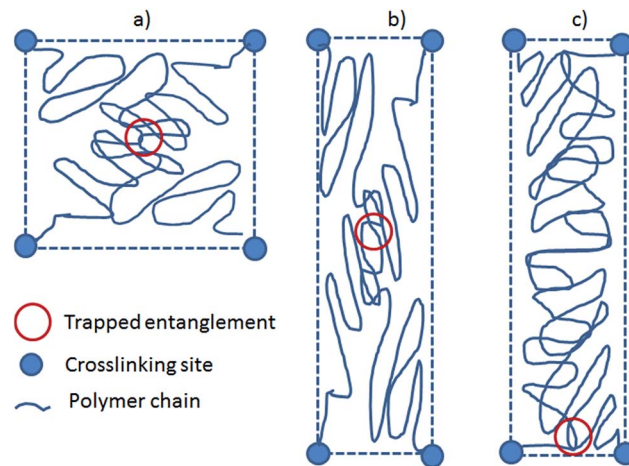 a)
b)
c)
Trapped entanglement
Crosslinking site
Polymer chain